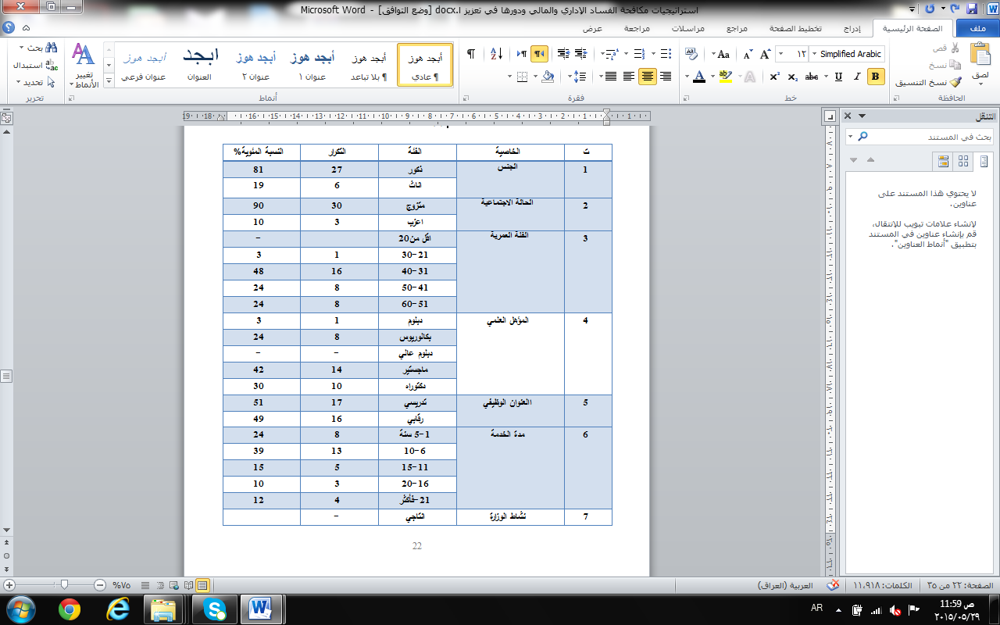 استراتيجيات مكافحة الفساد الإداري والمالي ودورها في تعزيز ا.docx [وضع التوافق] - Microsoft Word
ملف الصفحة الرئيسية إدراج تخطيط الصفحة مراجع مراسلات مراجعة عرض
لصق
قص
نسخ
نسخ التنسيق
الحافظة
Simplified Arabic ١٢
خط
فقرة
أبجد هوز
¶ عادي
أبجد هوز
¶ بلا تباعد
أبجد هوز
عنوان ١
أبجد هوز
عنوان ٢
ابجد
العنوان
أبجد هوز
عنوان فرعي
تغيير الأنماط
أنماط
بحث
استبدال
تحديد
تحرير
التنقل
بحث في المستند
لا يحتوي هذا المستند على
عناوين.
لإنشاء علامات تبويب للانتقال،
قم بإنشاء عناوين في المستند
بتطبيق "أنماط العناوين".
ت الخاصية الفئة التكرار النسبة المئوية%
1 الجنس ذكور 27 81
اناث 6 19
2 الحالة الاجتماعية متزوج 30 90
اعزب 3 10
3 الفئة العمرية اقل من20 -
30-21 1 3
40-31 16 48
50-41 8 24
60-51 8 24
4 المؤهل العلمي دبلوم 1 3
بكالوريوس 8 24
دبلوم عالي - -
ماجستير 14 42
دكتوراه 10 30
5 االعنوان الوظيفي تدريسي 17 51
رقابي 16 49
6 مدة الخدمة 5-1 سنة 8 24
10-6 13 39
15-11 5 15
20-16 3 10
21-فأكثر 4 12
7 نشاط الوزارة التاجي -
22
الصفحة: ٢٢ من ٣٥ الكلمات: ١١،٩١٨ العربية (العراق) ٧٥%
AR
11:59 ص
٢٠١٥/٠٥/٢٩